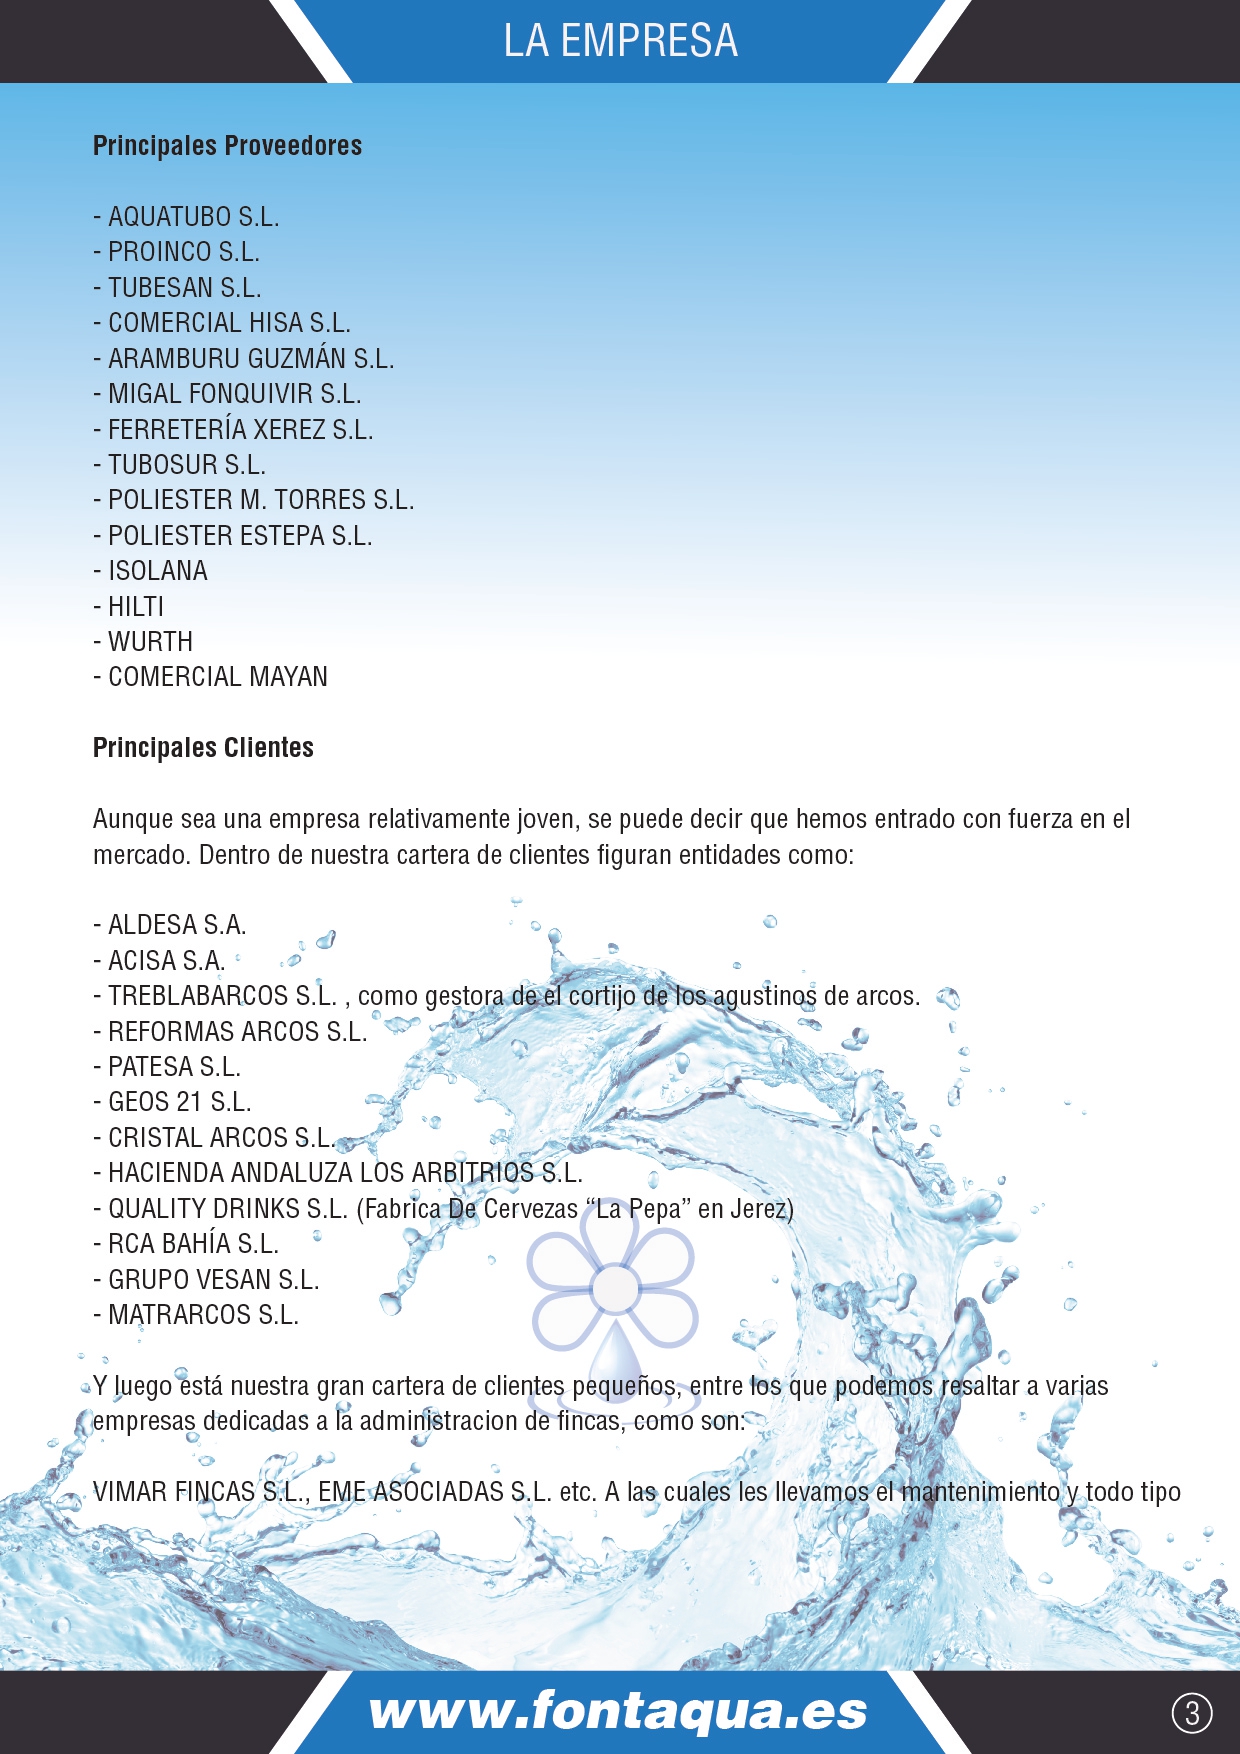 LA EMPRESA
Principales Proveedores
- AQUATUBO S.L.
- PROINCO S.L.
- TUBESAN S.L.
- COMERCIAL HISA S.L.
- ARAMBURU GUZMÁN S.L.
- MIGAL FONQUIVIR S.L.
- FERRETERÍA XEREZ S.L.
- TUBOSUR S.L.
- POLIESTER M. TORRES S.L.
- POLIESTER ESTEPA S.L.
- ISOLANA
- HILTI
- WURTH
- COMERCIAL MAYAN
Principales Clientes
Aunque sea una empresa relativamente joven, se puede decir que hemos entrado con fuerza en el
mercado. Dentro de nuestra cartera de clientes figuran entidades como:
- ALDESA S.A.
- ACISA S.A.
- TREBLABARCOS S.L. , como gestora de el cortijo de los agustinos de arcos.
- REFORMAS ARCOS S.L.
- PATESA S.L.
- GEOS 21 S.L.
- CRISTAL ARCOS S.L.
- HACIENDA ANDALUZA LOS ARBITRIOS S.L.
- QUALITY DRINKS S.L. (Fabrica De Cervezas “La Pepa” en Jerez)
- RCA BAHÍA S.L.
- GRUPO VESAN S.L.
- MATRARCOS S.L.
Y luego está nuestra gran cartera de clientes pequeños, entre los que podemos resaltar a varias
empresas dedicadas a la administracion de fincas, como son:
VIMAR FINCAS S.L., EME ASOCIADAS S.L. etc. A las cuales les llevamos el mantenimiento y todo tipo
www.fontaqua.es
3